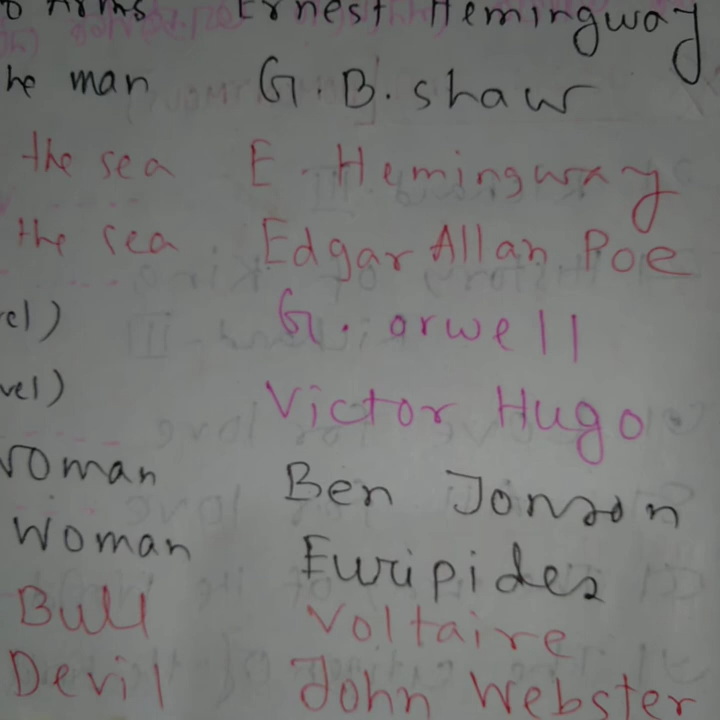 o Arms Ernest Hemingway
he man G. B. shaw
the sea E. Hemingway
the sea Edgar Allan Poe
el) G. orwell
vel) Victor Hugo
woman Ben Jonson
Woman Euripides
Bull Voltaire
Devil John Webster